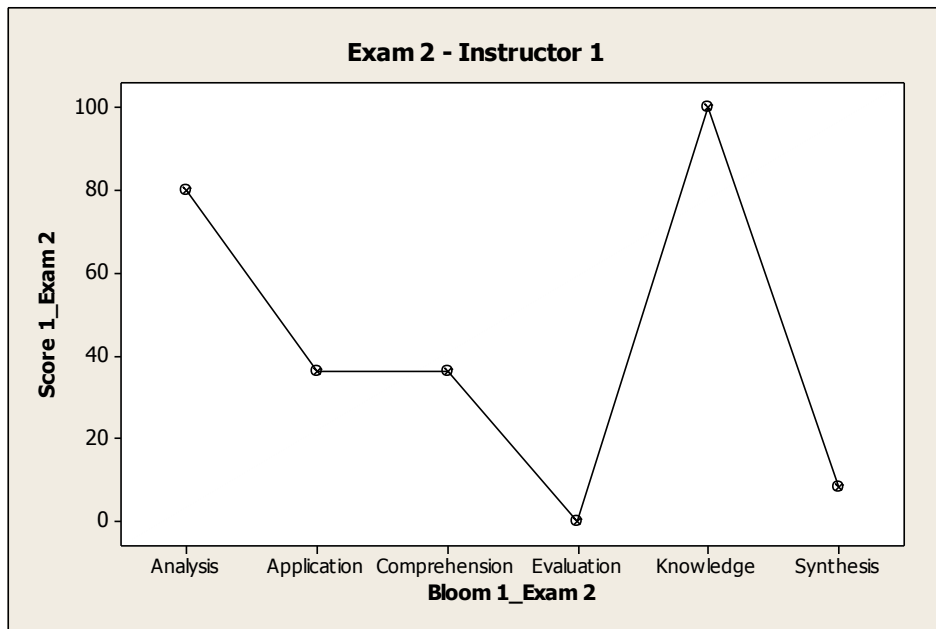 Exam 2 - Instructor 1
100
80
60
40
20
0
Score 1_Exam 2
Analysis Application Comprehension Evaluation Knowledge Synthesis
Bloom 1_Exam 2